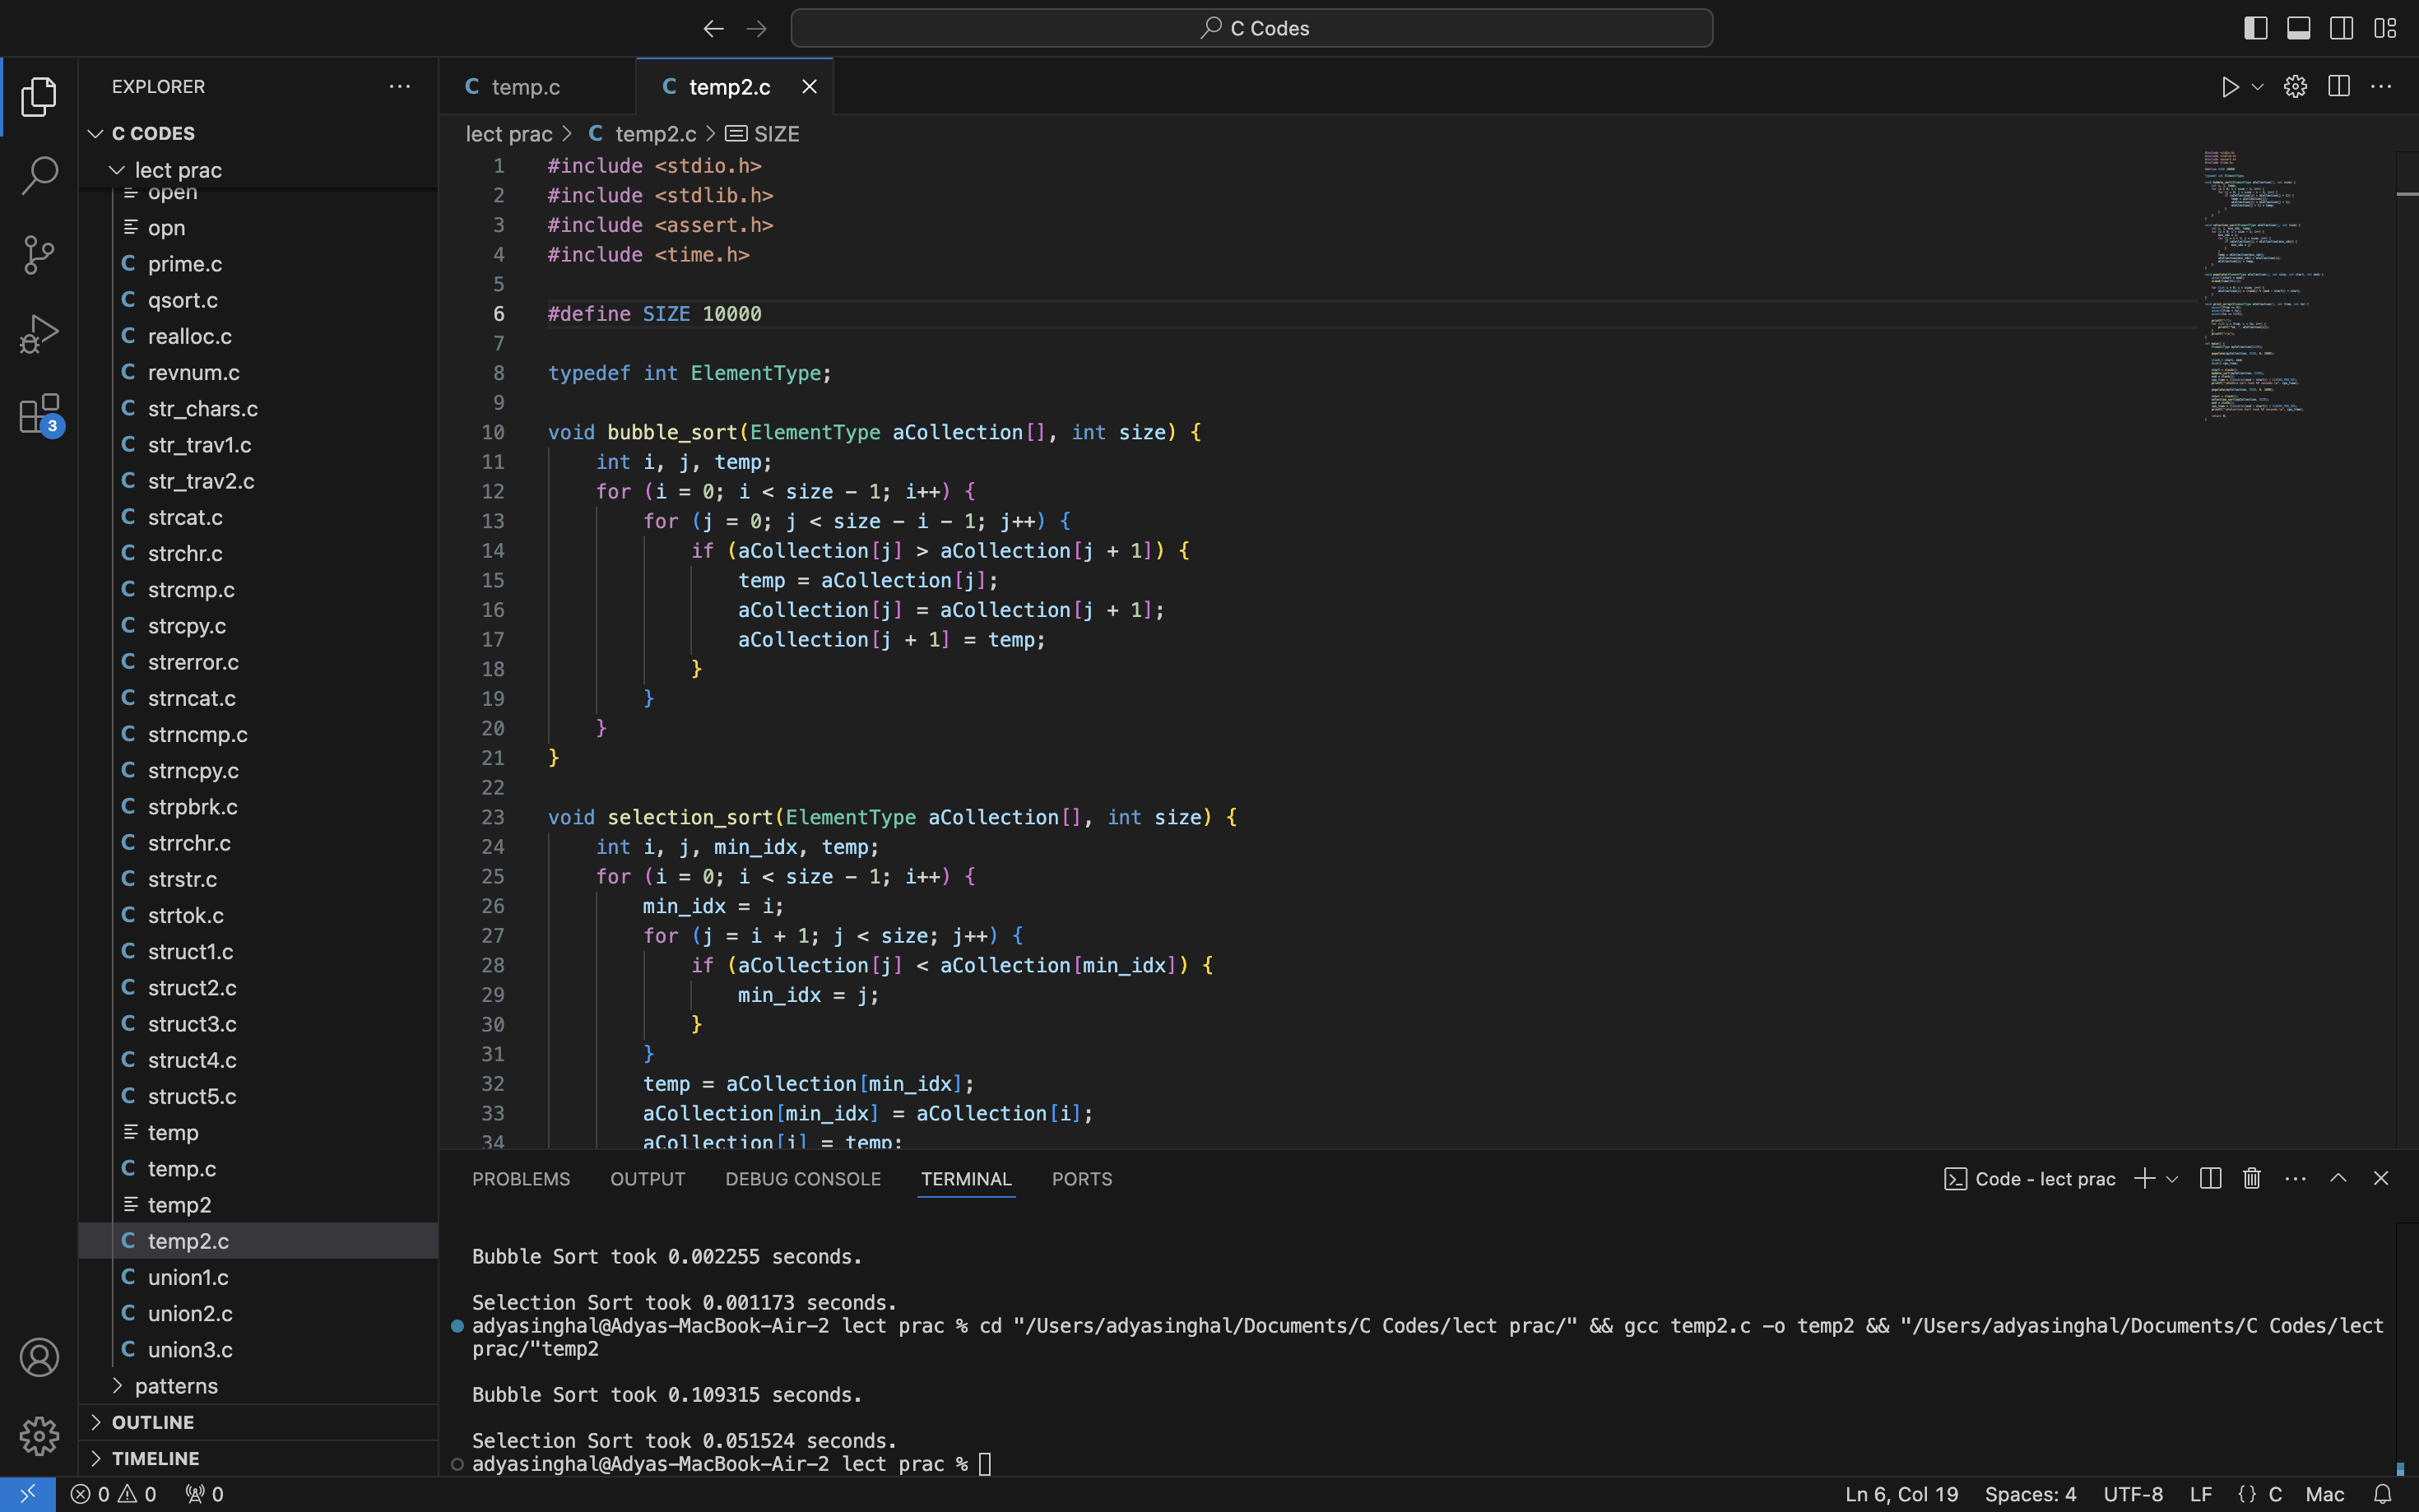 C Codes
EXPLORER
C CODES
lect prac
open
opn
C prime.c
C qsort.c
C realloc.c
C revnum.c
C str_chars.c
C str_trav1.c
C str_trav2.c
C strcat.c
C strchr.c
C strcmp.c
C strcpy.c
C strerror.c
C strncat.c
C strncmp.c
C strncpy.c
C strpbrk.c
C strrchr.c
C strstr.c
C strtok.c
C struct1.c
C struct2.c
C struct3.c
C struct4.c
C struct5.c
temp
C temp.c
temp2
C temp2.c
C union1.c
C union2.c
C union3.c
patterns
OUTLINE
TIMELINE
3
C temp.c
C temp2.c
lect prac > C temp2.c > SIZE
1 #include <stdio.h>
2 #include <stdlib.h>
3 #include <assert.h>
4 #include <time.h>
5
6 #define SIZE 10000
7
8 typedef int ElementType;
9
10 void bubble_sort(ElementType aCollection[], int size) {
11     int i, j, temp;
12     for (i = 0; i < size - 1; i++) {
13         for (j = 0; j < size - i - 1; j++) {
14             if (aCollection[j] > aCollection[j + 1]) {
15                 temp = aCollection[j];
16                 aCollection[j] = aCollection[j + 1];
17                 aCollection[j + 1] = temp;
18             }
19         }
20     }
21 }
22
23 void selection_sort(ElementType aCollection[], int size) {
24     int i, j, min_idx, temp;
25     for (i = 0; i < size - 1; i++) {
26         min_idx = i;
27         for (j = i + 1; j < size; j++) {
28             if (aCollection[j] < aCollection[min_idx]) {
29                 min_idx = j;
30             }
31         }
32         temp = aCollection[min_idx];
33         aCollection[min_idx] = aCollection[i];
34         aCollection[i] = temp;
PROBLEMS OUTPUT DEBUG CONSOLE TERMINAL PORTS
Code - lect prac
Bubble Sort took 0.002255 seconds.
Selection Sort took 0.001173 seconds.
adyasinghal@Adyas-MacBook-Air-2 lect prac % cd "/Users/adyasinghal/Documents/C Codes/lect prac/" && gcc temp2.c -o temp2 && "/Users/adyasinghal/Documents/C Codes/lect
prac/"temp2
Bubble Sort took 0.109315 seconds.
Selection Sort took 0.051524 seconds.
adyasinghal@Adyas-MacBook-Air-2 lect prac %
0 0 0
Ln 6, Col 19 Spaces: 4 UTF-8 LF {} C Mac